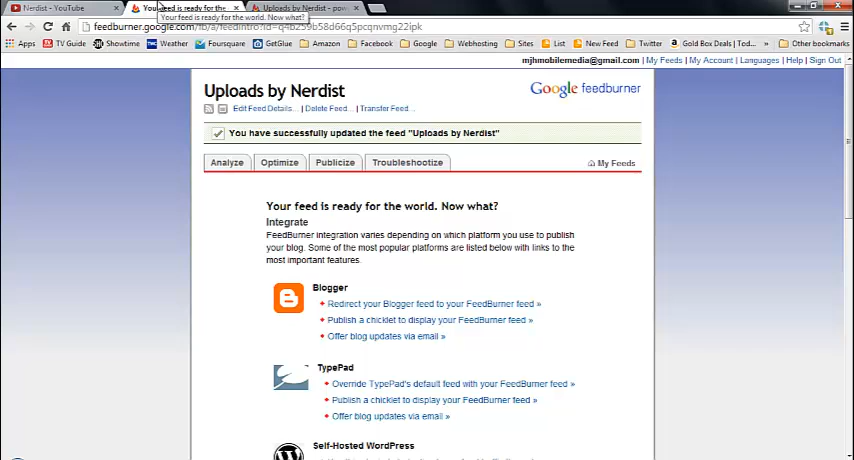 Nerdist - YouTube
Your feed is ready for the
Uploads by Nerdist - pow
Your feed is ready for the world. Now what?
Apps
TV Guide
Showtime
Weather
FourSquare
GetGlue
Amazon
Facebook
Google
Webhosting
Sites
List
New Feed
Twitter
Gold Box Deals | Tod...
»
Other bookmarks
mjhmobilemedia@gmail.com | My Feeds | My Account | Languages | Help | Sign Out
Uploads by Nerdist
Google feedburner
Edit Feed Details... | Delete Feed... | Transfer Feed...
You have successfully updated the feed "Uploads by Nerdist"
Analyze
Optimize
Publicize
Troubleshootize
My Feeds
Your feed is ready for the world. Now what?
Integrate
FeedBurner integration varies depending on which platform you use to publish
your blog. Some of the most popular platforms are listed below with links to the
most important features.
Blogger
Redirect your Blogger feed to your FeedBurner feed »
Publish a chicklet to display your FeedBurner feed »
Offer blog updates via email »
TypePad
Override TypePad's default feed with your FeedBurner feed »
Publish a chicklet to display your FeedBurner feed »
Offer blog updates via email »
Self-Hosted WordPress